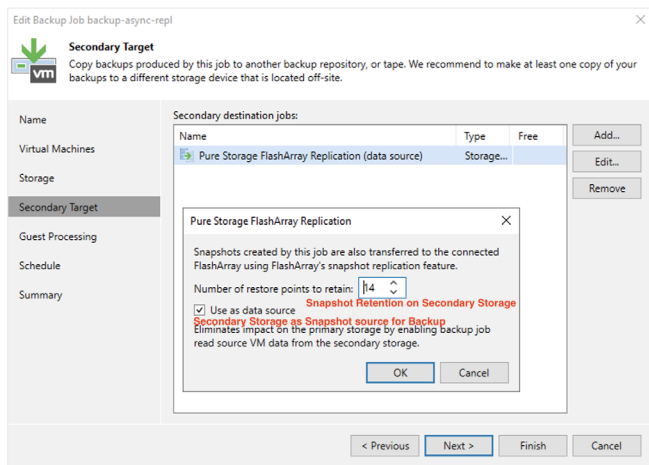 Edit Backup Job backup-async-repl
Secondary Target
Copy backups produced by this job to another backup repository, or tape. We recommend to make at least one copy of your
backups to a different storage device that is located off-site.
vm
Name
Virtual Machines
Storage
Secondary Target
Guest Processing
Schedule
Summary
Secondary destination jobs:
Name Type Free
Pure Storage FlashArray Replication (data source) Storage...
Add...
Edit...
Remove
Pure Storage FlashArray Replication
Snapshots created by this job are also transferred to the connected
FlashArray using FlashArray's snapshot replication feature.
Number of restore points to retain: 14
Snapshot Retention on Secondary Storage
Use as data source
Secondary Storage as Snapshot source for Backup
Eliminates impact on the primary storage by enabling backup job
read source VM data from the secondary storage.
OK Cancel
< Previous Next > Finish Cancel